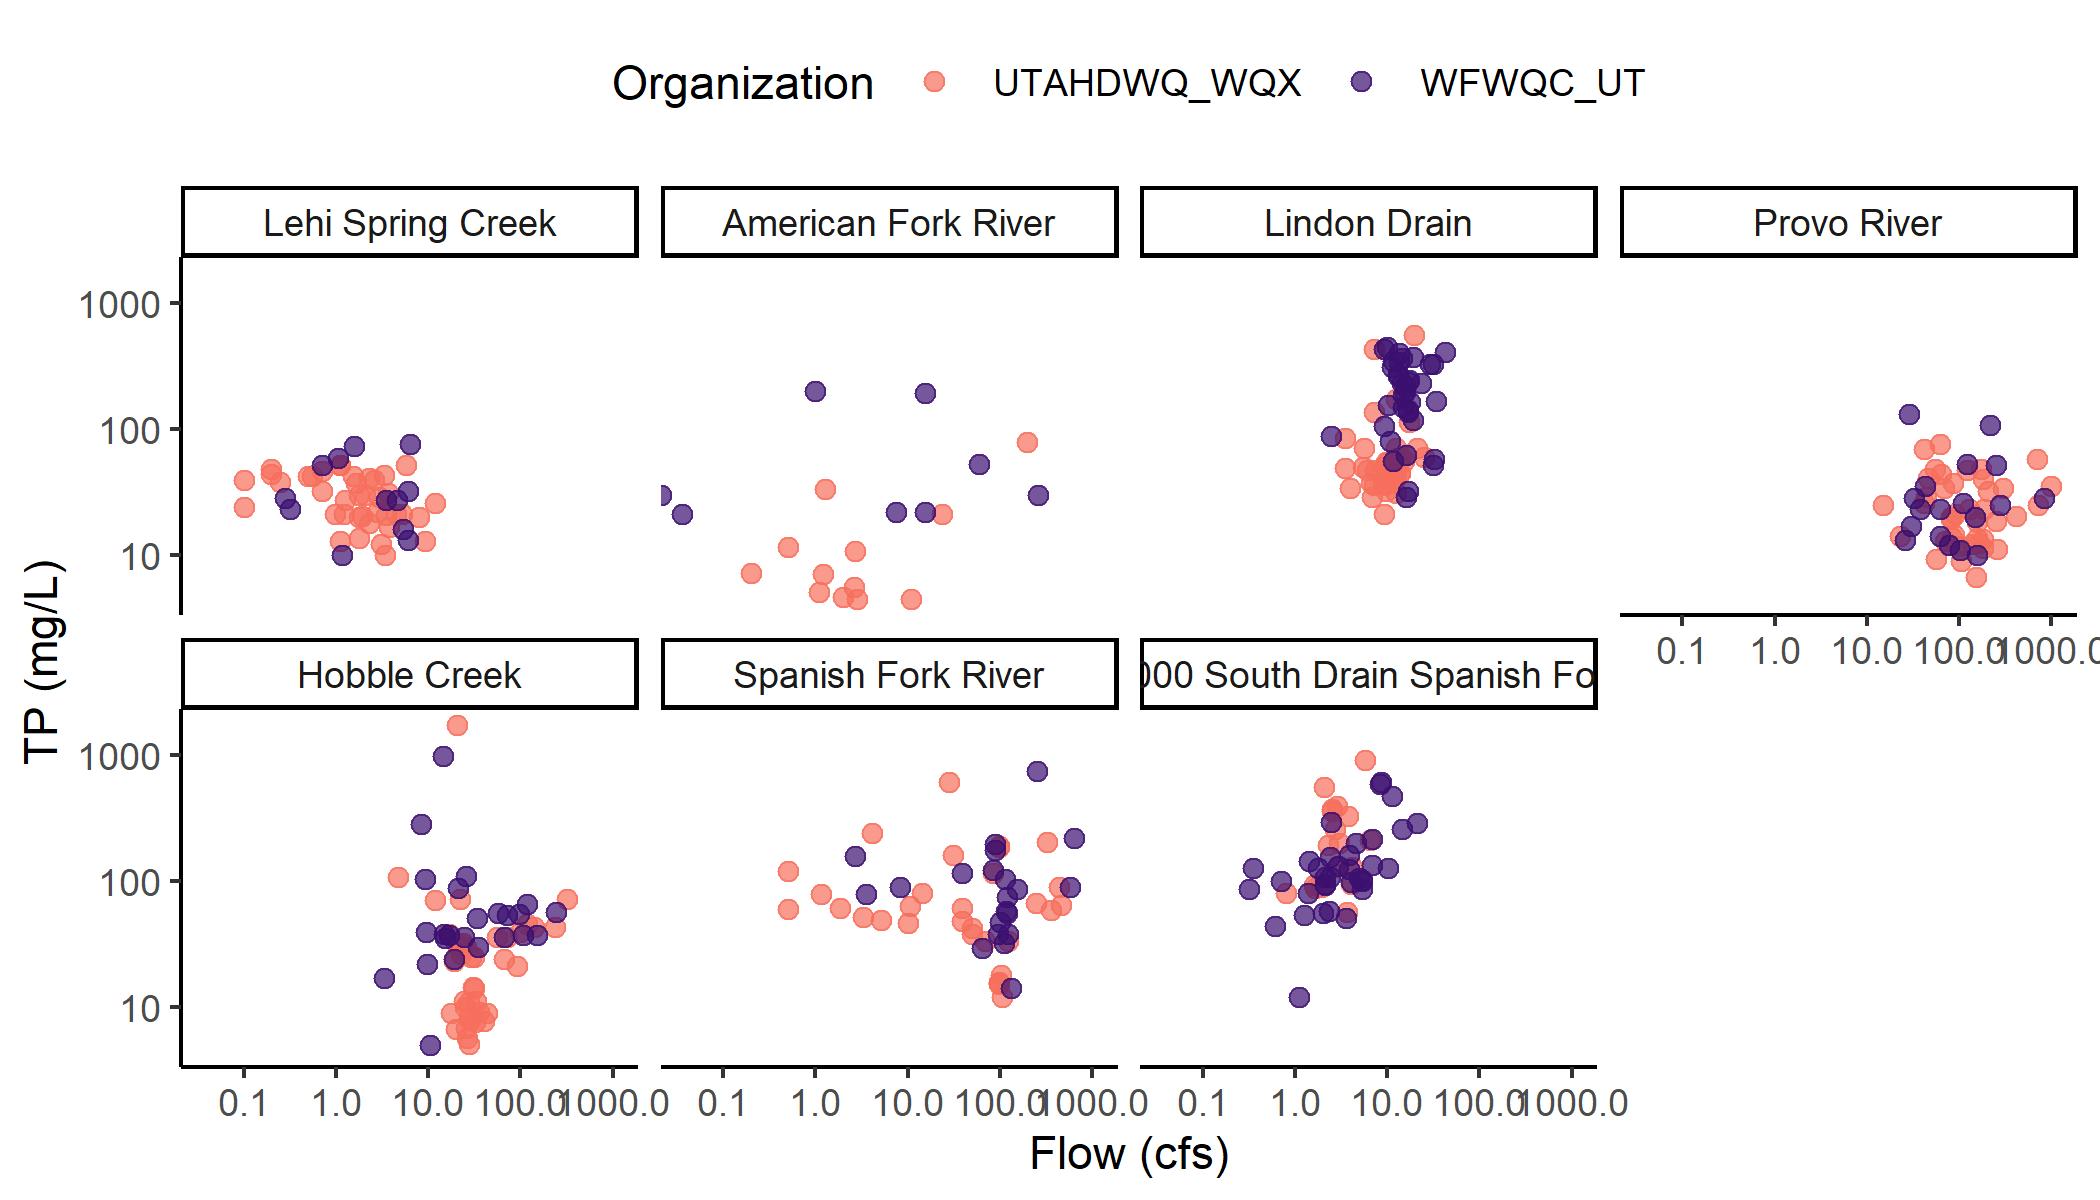 Organization UTAHDWQ_WQX WFWQC_UT
Lehi Spring Creek American Fork River Lindon Drain Provo River
1000
100
10
0.1 1.0 10.0 100.0 1000.0
TP (mg/L)
Hobble Creek Spanish Fork River 000 South Drain Spanish Fo
1000
100
10
0.1 1.0 10.0 100.0 1000.0 0.1 1.0 10.0 100.0 1000.0 0.1 1.0 10.0 100.0 1000.0
Flow (cfs)